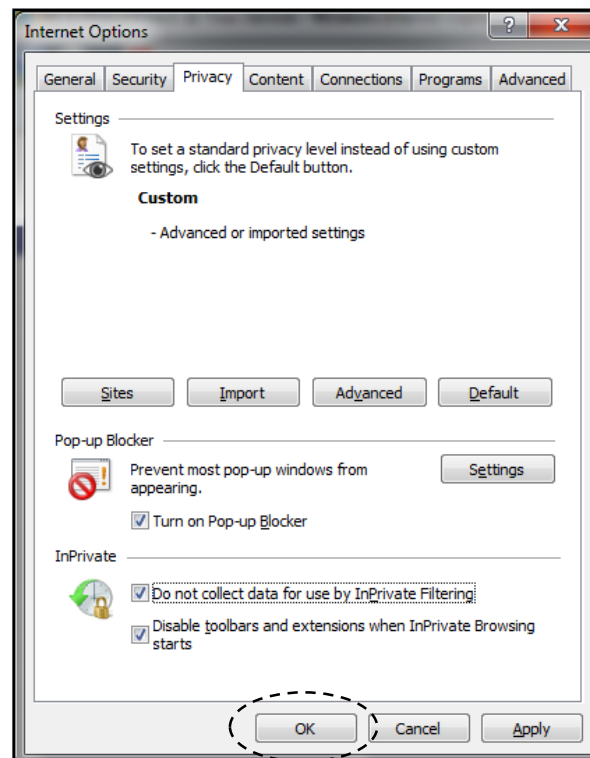 Internet Options
General Security Privacy Content Connections Programs Advanced
Settings
To set a standard privacy level instead of using custom
settings, click the Default button.
Custom
- Advanced or imported settings
Sites Import Advanced Default
Pop-up Blocker
Prevent most pop-up windows from
appearing.
Settings
Turn on Pop-up Blocker
InPrivate
Do not collect data for use by InPrivate Filtering
Disable toolbars and extensions when InPrivate Browsing
starts
OK Cancel Apply